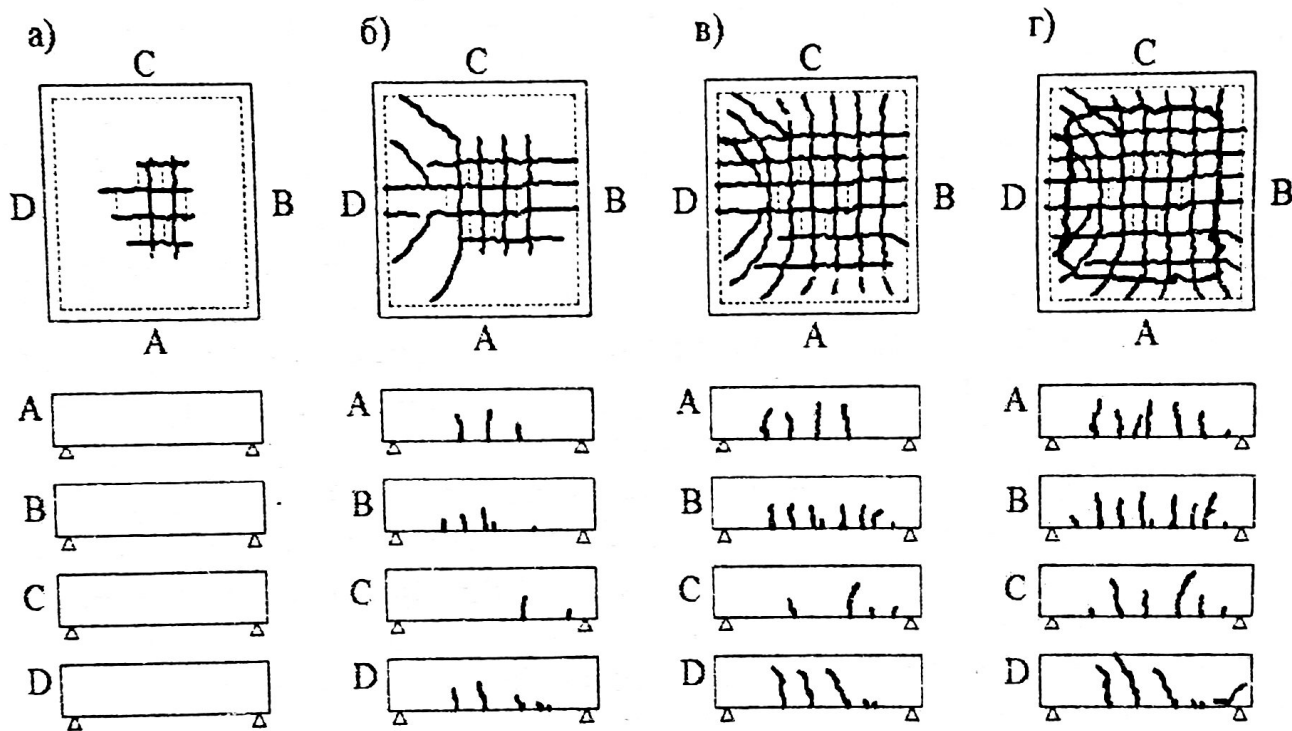 а) б) в) г)
C C C C
D B D B D B D B
A A A A
A A A A
B B B B
C C C C
D D D D